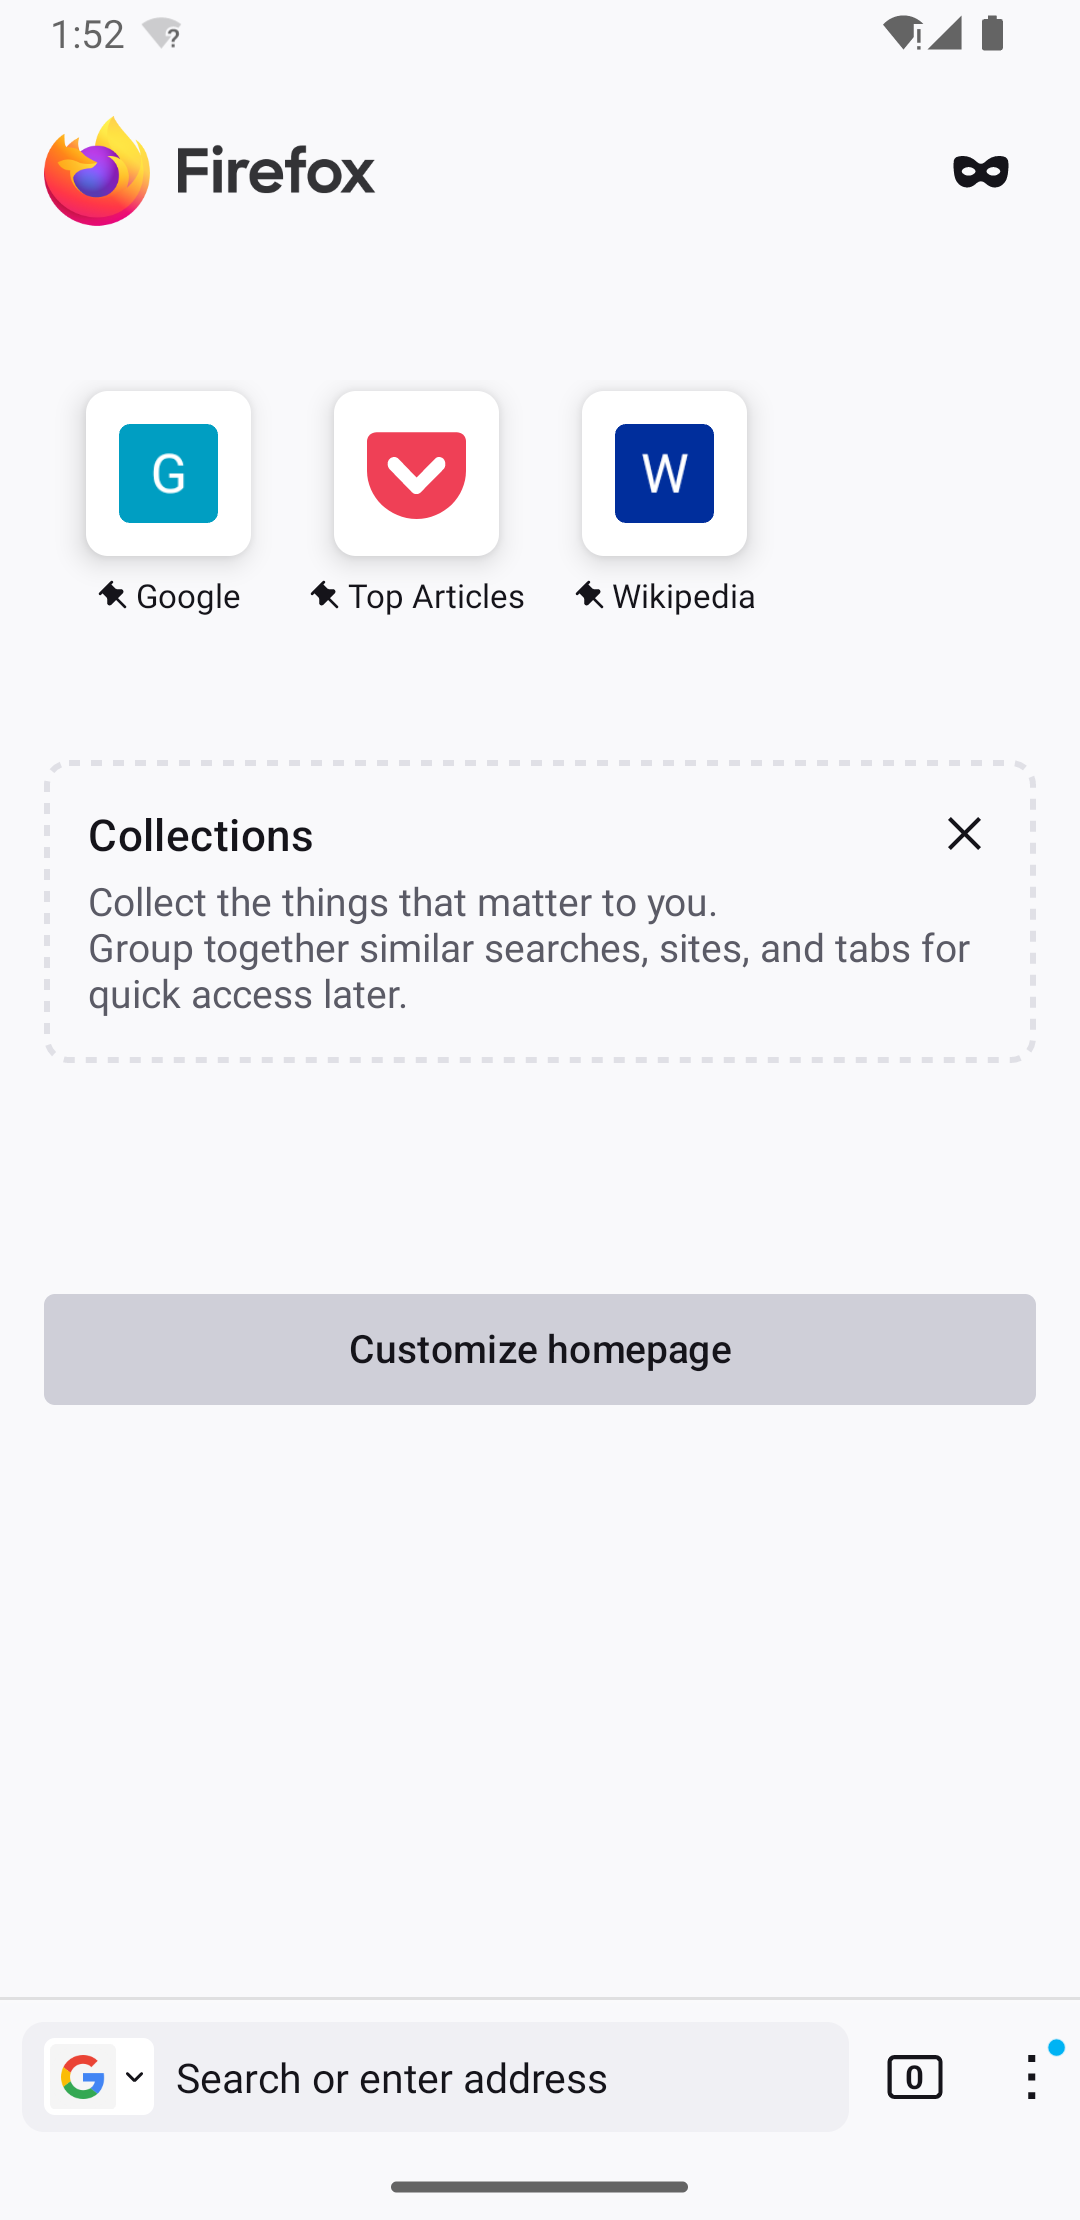 1:52
Firefox
G
W
Google
Top Articles
Wikipedia
Collections
Collect the things that matter to you.
Group together similar searches, sites, and tabs for
quick access later.
Customize homepage
Search or enter address
0